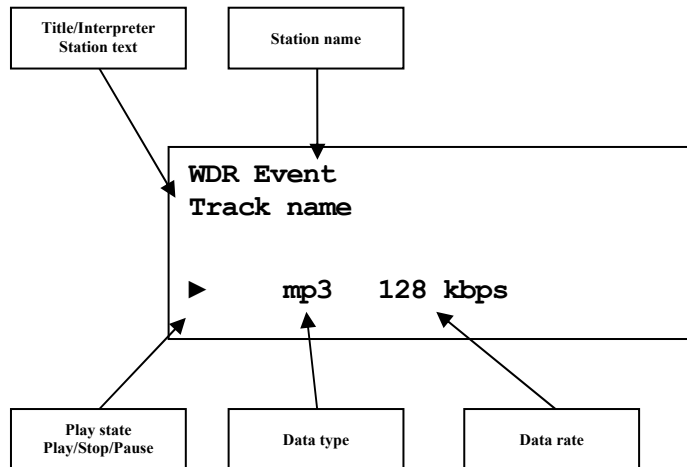 Title/Interpreter
Station text
Station name
WDR Event
Track name
► mp3 128 kbps
Play state
Play/Stop/Pause
Data type
Data rate